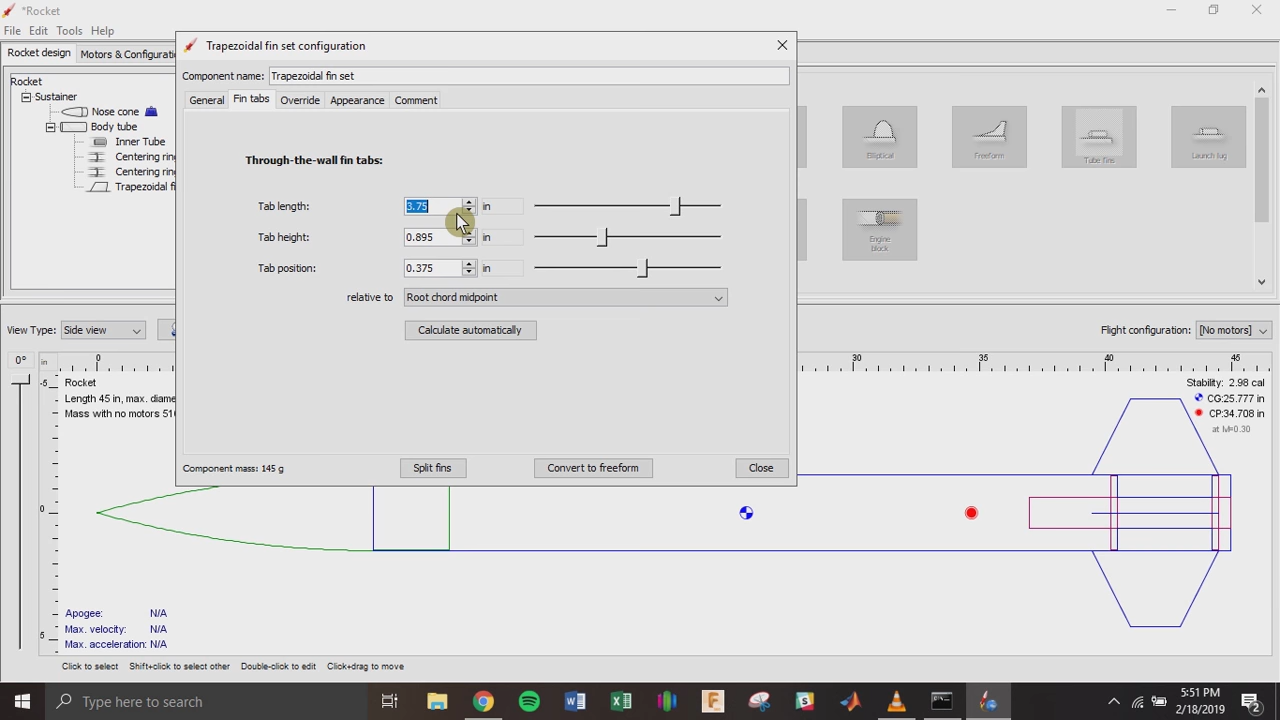 *Rocket
File Edit Tools Help
Rocket design Motors & Configurati
Trapezoidal fin set configuration
Component name: Trapezoidal fin set
General Fin tabs Override Appearance Comment
Rocket
Sustainer
Nose cone
Body tube
Inner Tube
Centering ring
Centering ring
Trapezoidal fi
Through-the-wall fin tabs:
Tab length: 3.75 in
Tab height: 0.895 in
Tab position: 0.375 in
relative to Root chord midpoint
Calculate automatically
Component mass: 145 g Split fins Convert to freeform Close
Elliptical Freeform Tube fins Launch lug
Engine
block
View Type: Side view
Flight configuration: [No motors]
0°
in 0 30 35 40 45
-5
0
5
Rocket
Length 45 in, max. diame
Mass with no motors 516
Stability: 2.98 cal
CG:25.777 in
CP:34.708 in
at M=0.30
Apogee: N/A
Max. velocity: N/A
Max. acceleration: N/A
Click to select Shift+click to select other Double-click to edit Click+drag to move
Type here to search
5:51 PM
2/18/2019
2